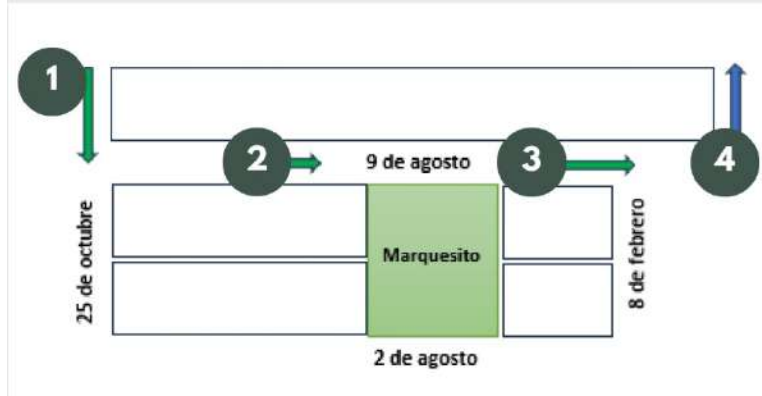 1
2
9 de agosto
3
4
25 de octubre
Marquesito
8 de febrero
2 de agosto